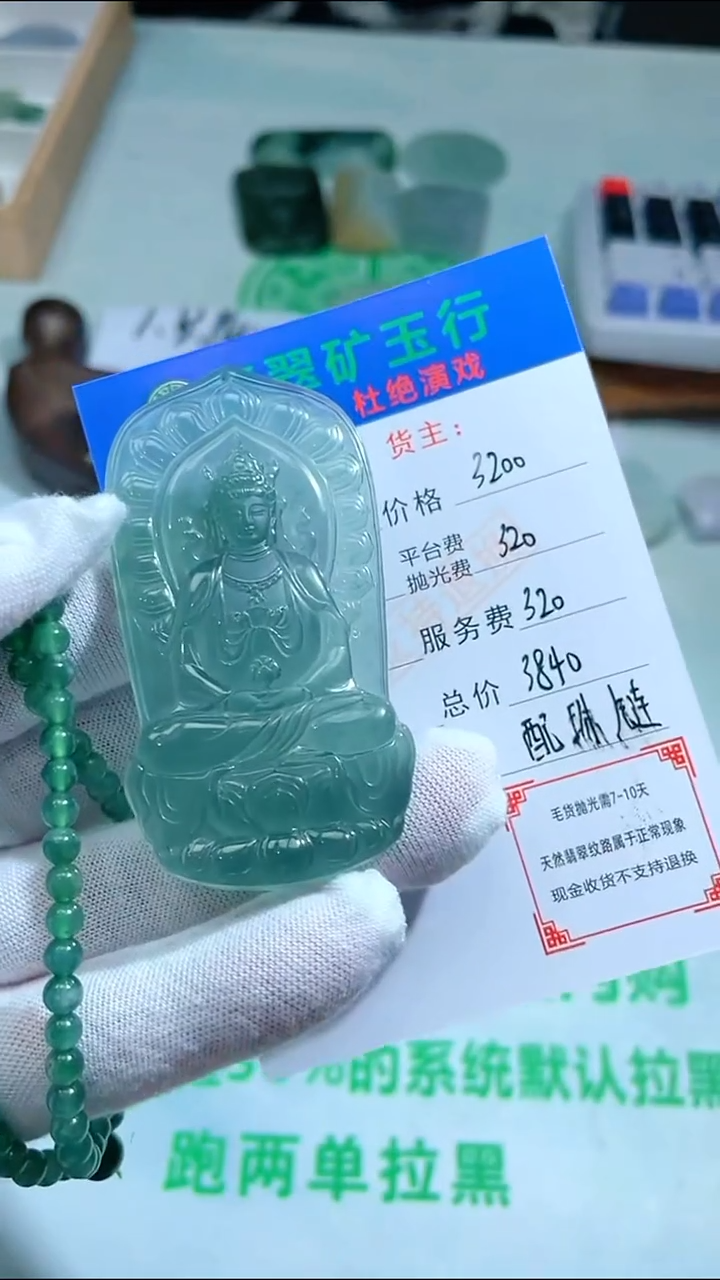 翠矿玉行
杜绝演戏
货主：
价格 3200
平台费
抛光费 320
服务费 320
总价 3840
配珠链
毛货抛光需7-10天
天然翡翠纹路属于正常现象
现金收货不支持退换
%的系统默认拉黑
跑两单拉黑